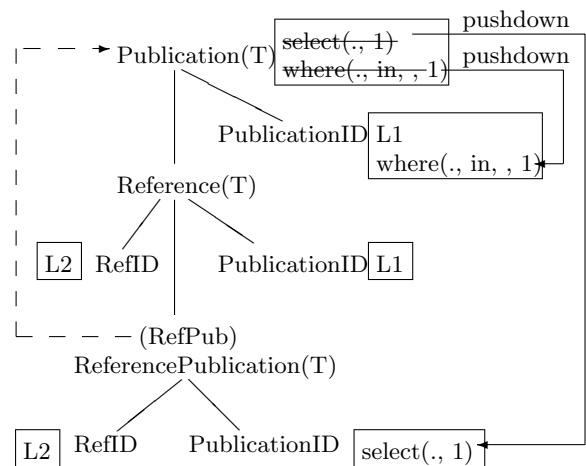 pushdown
select(., 1)
Publication(T)
pushdown
where(., in, , 1)
PublicationID L1
where(., in, , 1)
Reference(T)
L2 RefID PublicationID L1
(RefPub)
ReferencePublication(T)
L2 RefID PublicationID select(., 1)